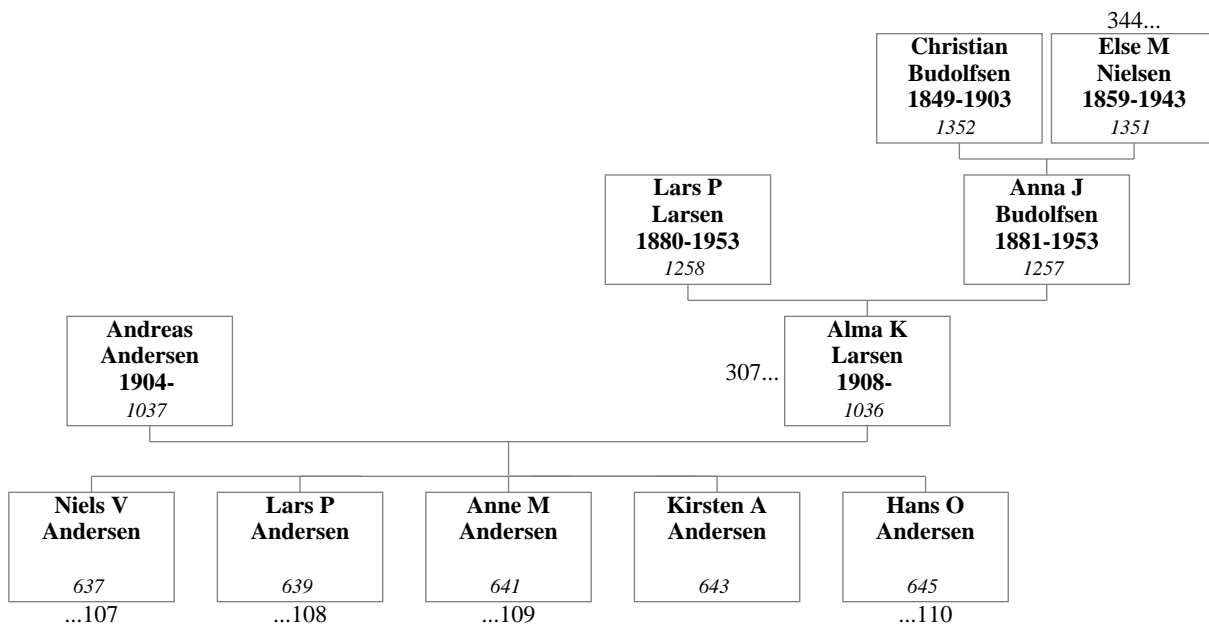 344...
Christian
Budolfsen
1849-1903
1352
Else M
Nielsen
1859-1943
1351
Lars P
Larsen
1880-1953
1258
Anna J
Budolfsen
1881-1953
1257
Andreas
Andersen
1904-
1037
307...
Alma K
Larsen
1908-
1036
Niels V
Andersen
637
...107
Lars P
Andersen
639
...108
Anne M
Andersen
641
...109
Kirsten A
Andersen
643
Hans O
Andersen
645
...110